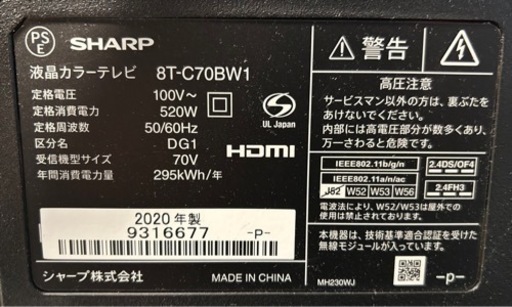 PSE
SHARP
液晶カラーテレビ 8T-C70BW1
定格電圧 100V～
定格消費電力 520W
定格周波数 50/60Hz
区分名 DG1
受信機型サイズ 70V
年間消費電力量 295kWh/年
S
UL Japan
HDMI
2020年製
9316677 -P-
シャープ株式会社 MADE IN CHINA
警告
高圧注意
サービスマン以外の方は、裏ぶたを
あけないでください。
内部には高電圧部分が数多くあり、
万一さわると危険です。
IEEE802.11b/g/n 2.4DS/OF4
IEEE802.11a/n/ac
J52 W52 W53 W56 2.4FH3
電波法により、W52/W53は屋外での
使用は禁止されております。
本機器は、技術基準適合認証を受けた
無線モジュールが入っています。
MH230WJ -p-